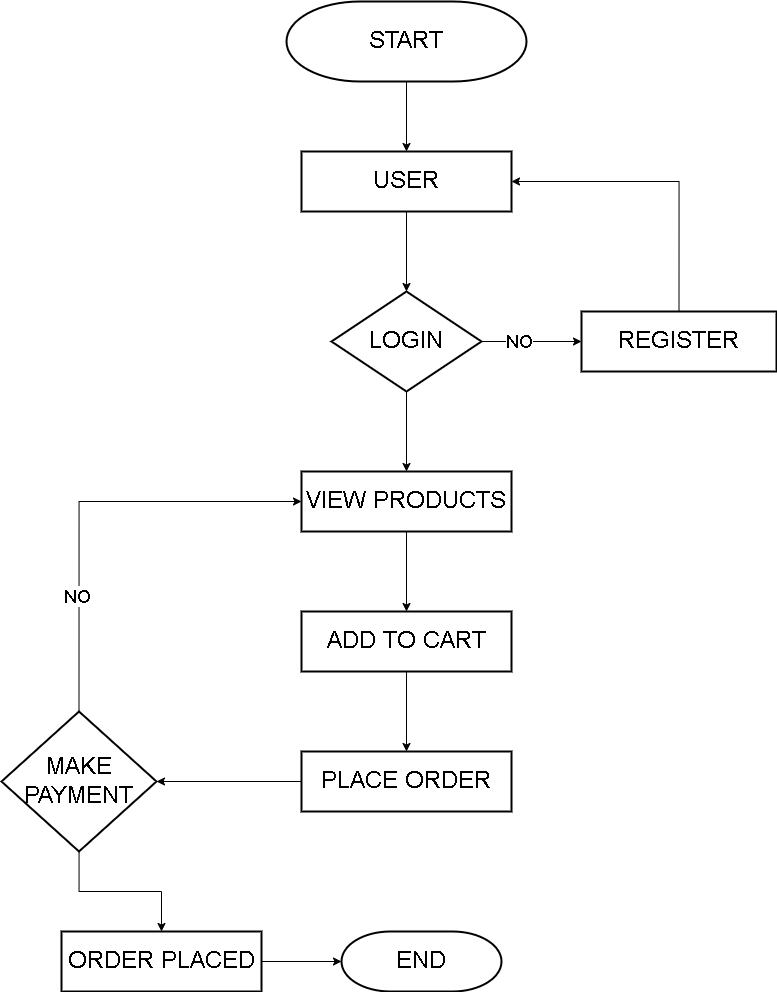 START
USER
LOGIN
NO
REGISTER
VIEW PRODUCTS
NO
ADD TO CART
MAKE
PAYMENT
PLACE ORDER
ORDER PLACED
END